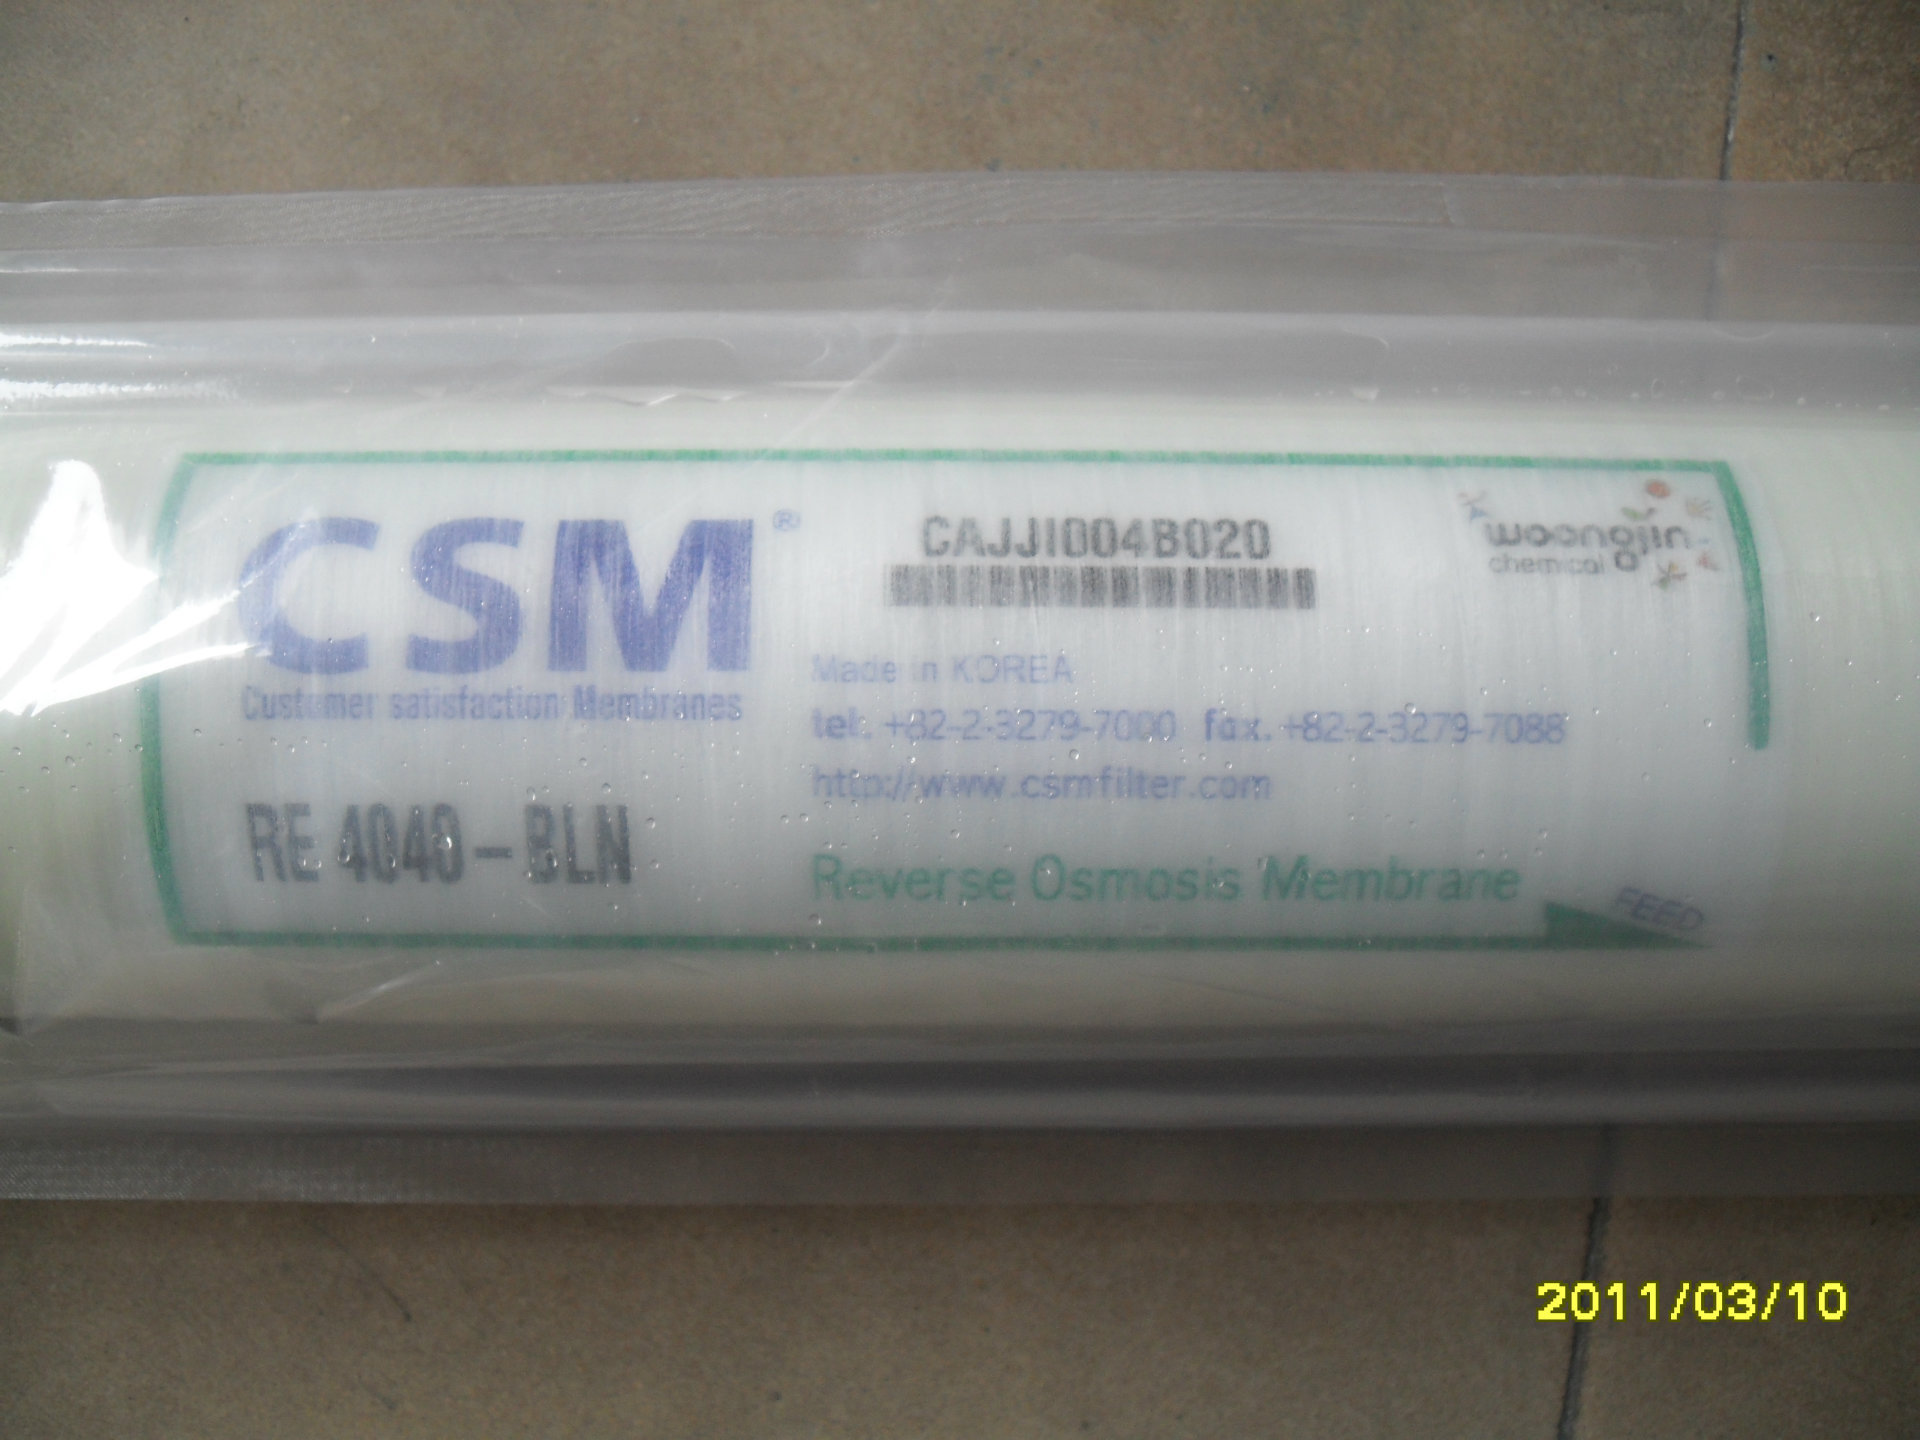 CSM®
Customer satisfaction Membranes
RE 4040-BLN
CAJJI004B020
woongjin
chemical
Made in KOREA
tel. +82-2-3279-7000 fax. +82-2-3279-7088
http://www.csmfilter.com
Reverse Osmosis Membrane
FEED
2011/03/10